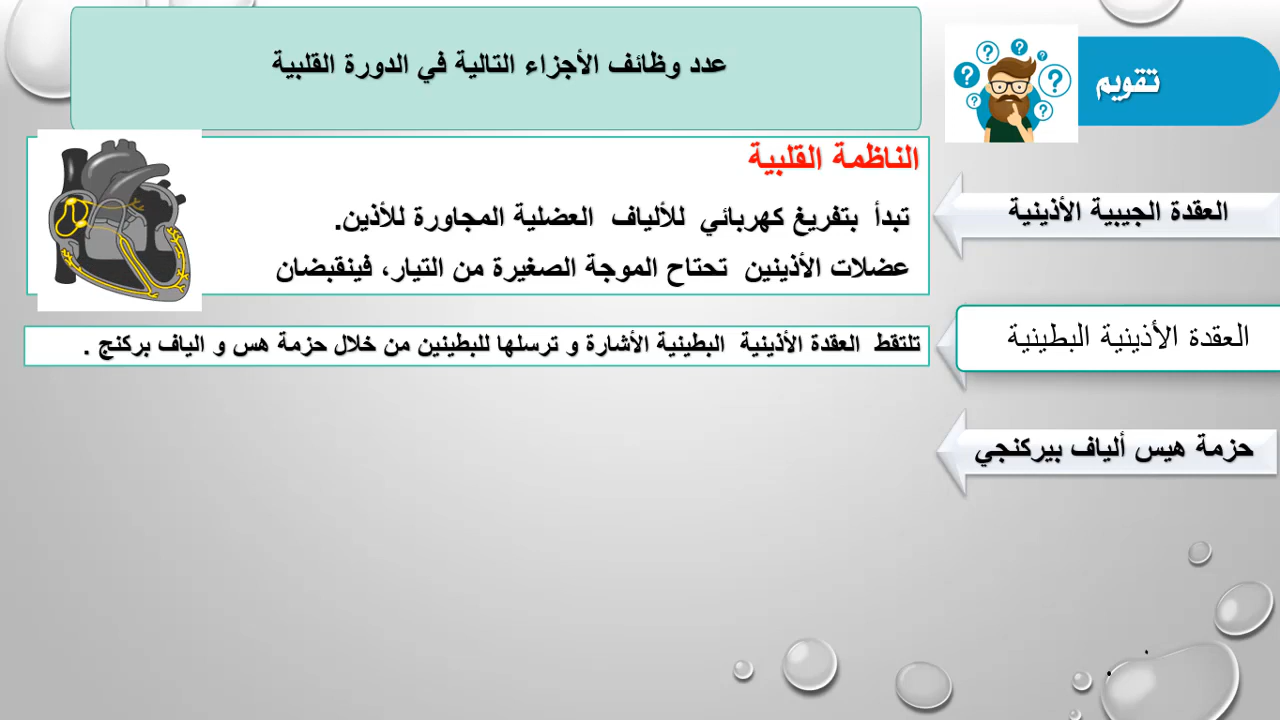 تقويم
عدد وظائف الأجزاء التالية في الدورة القلبية
العقدة الجيبية الأذينية
الناظمة القلبية
تبدأ بتفريغ كهربائي للألياف العضلية المجاورة للأذين.
عضلات الأذينين تحتاح الموجة الصغيرة من التيار، فينقبضان
العقدة الأذينية البطينية
تلتقط العقدة الأذينية البطينية الأشارة و ترسلها للبطينين من خلال حزمة هس و الياف بركنج .
حزمة هيس ألياف بيركنجي